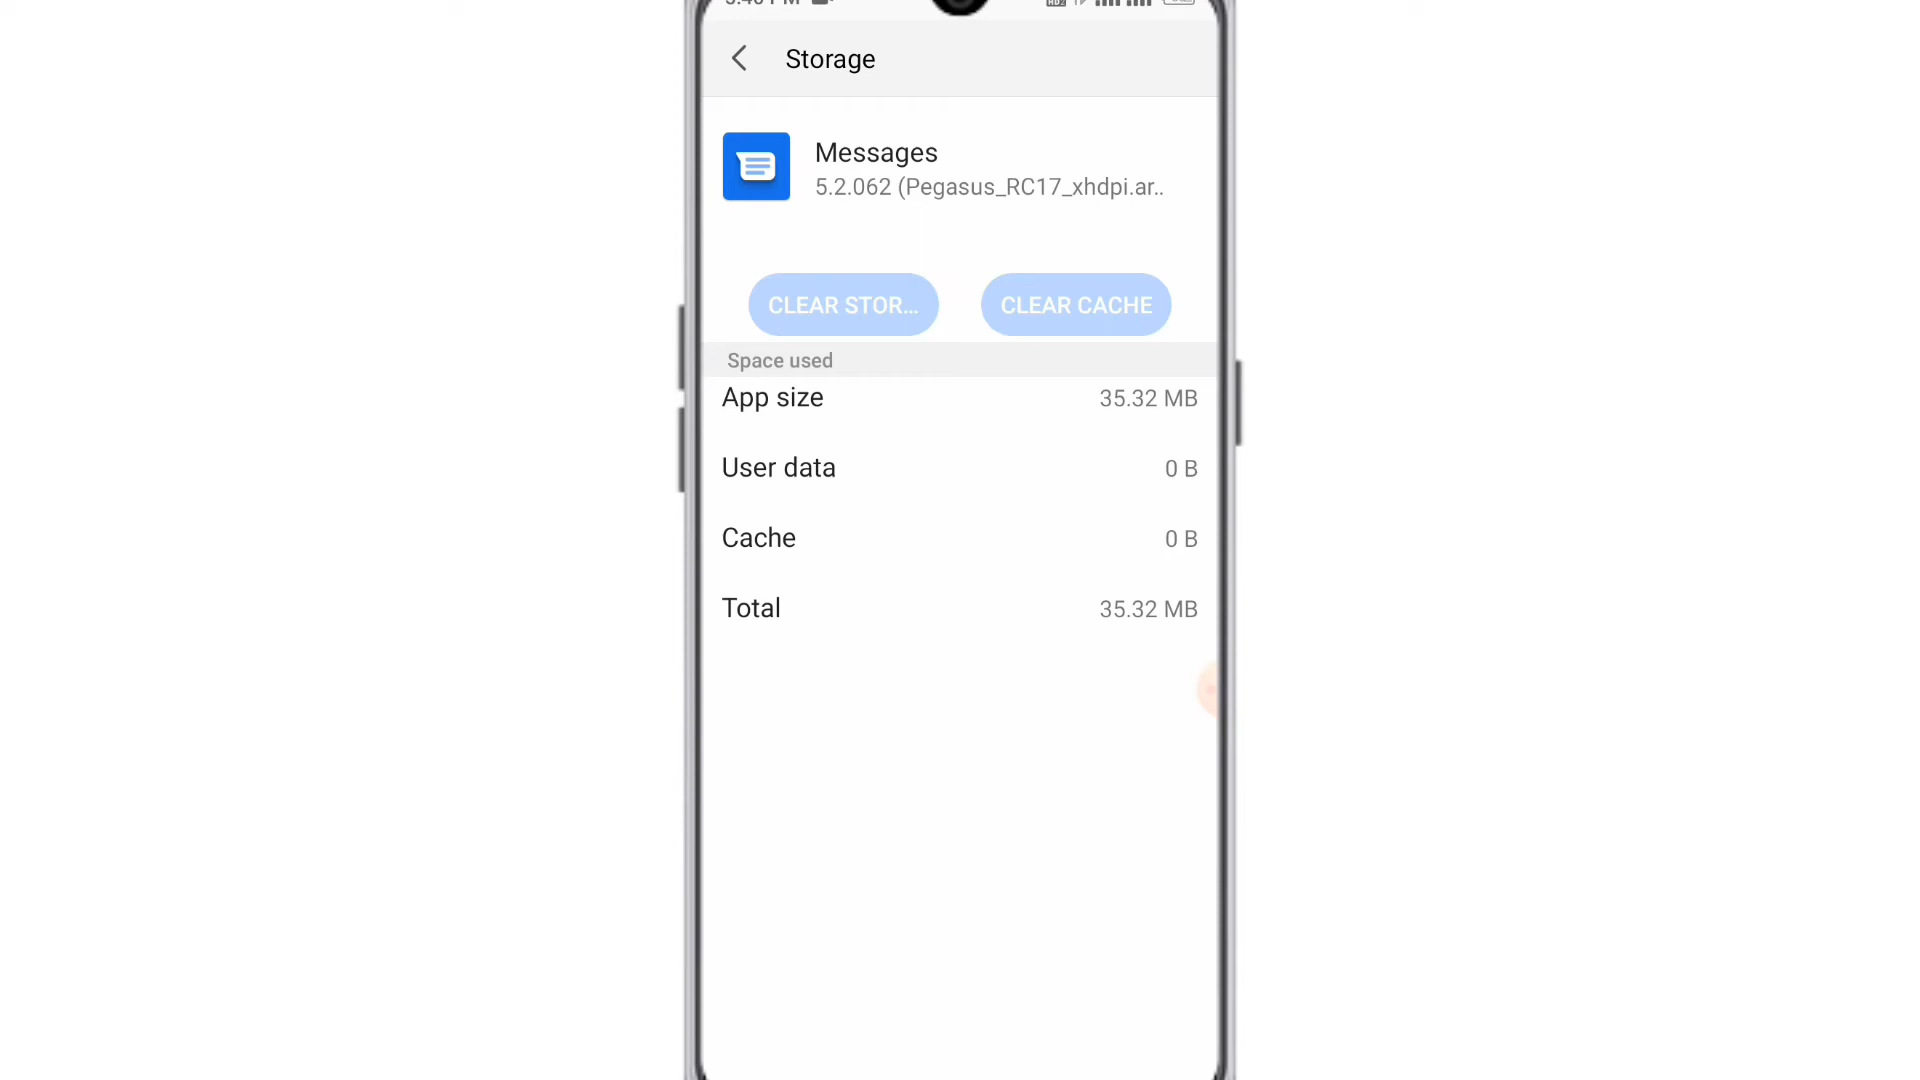 Storage
Messages
5.2.062 (Pegasus_RC17_xhdpi.ar..
CLEAR STOR... CLEAR CACHE
Space used
App size 35.32 MB
User data 0 B
Cache 0 B
Total 35.32 MB